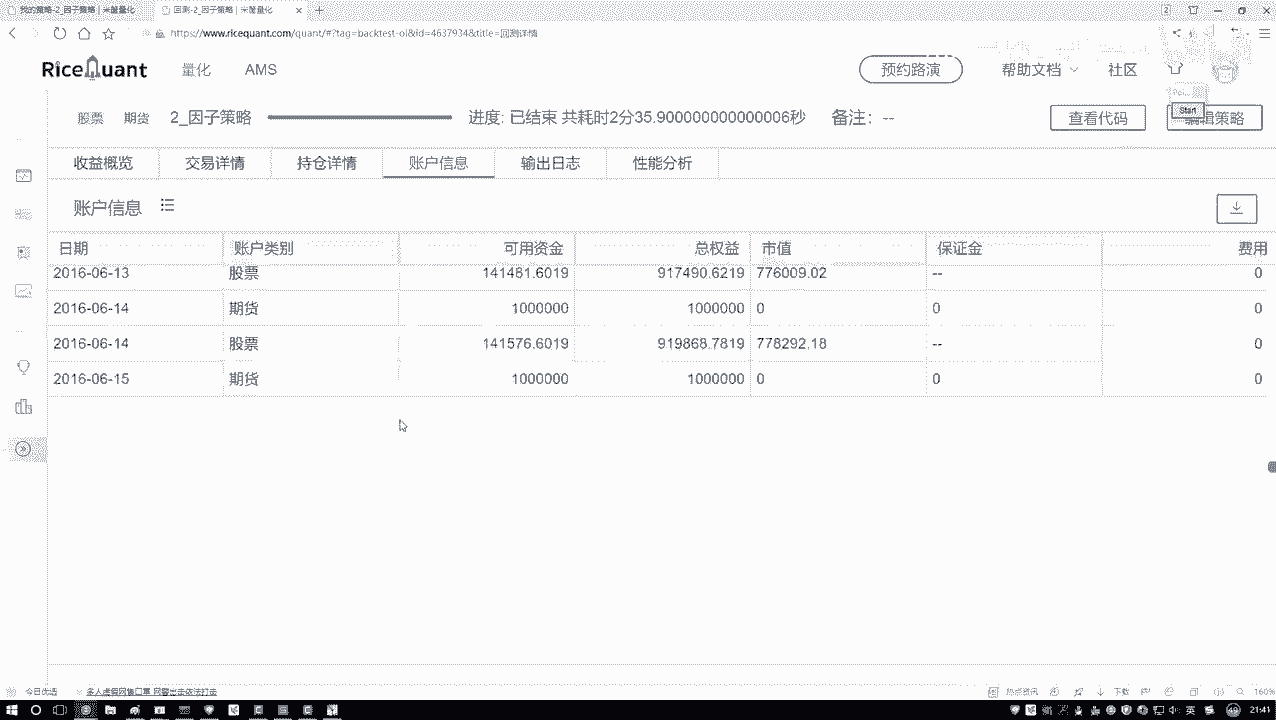 我的策略-2_因子策略 | 米筐量化 回测-2_因子策略 | 米筐量化
https://www.ricequant.com/quant/#?tag=backtest-ol&id=4637934&title=回测详情 160%
RiceQuant 量化 AMS 预约路演 帮助文档 社区
股票 期货 2_因子策略 进度: 已结束 共耗时2分35.900000000000006秒 备注: -- 查看代码 Start 编辑策略
收益概览 交易详情 持仓详情 账户信息 输出日志 性能分析
账户信息
日期 账户类别 可用资金 总权益 市值 保证金 费用
2016-06-13 股票 141481.6019 917490.6219 776009.02 -- 0
2016-06-14 期货 1000000 1000000 0 0 0
2016-06-14 股票 141576.6019 919868.7819 778292.18 -- 0
2016-06-15 期货 1000000 1000000 0 0 0
今日优选 多人虚假网售口罩 网警出击依法打击 热点资讯 下载 160%
英 21:41